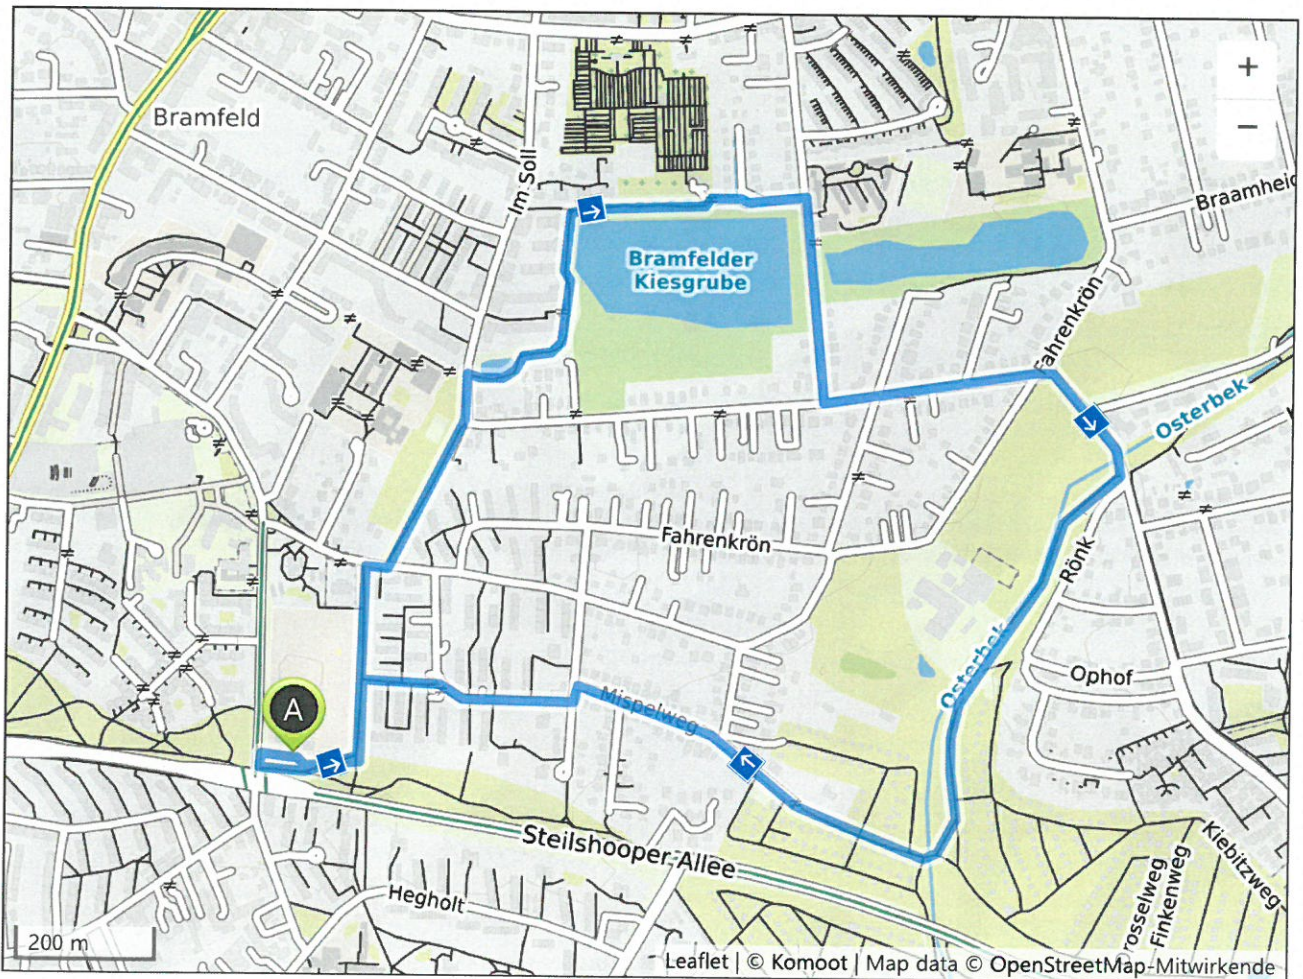 +
−
Bramfeld
Im Soll
Braamheid
Bramfelder
Kiesgrube
Fahrenkrön
Osterbek
Fahrenkrön
Rönk
Osterbek
Ophof
Mispelweg
A
Steilshooper Allee
Kiebitzweg
rosselweg
Finkenweg
Hegholt
200 m
Leaflet | © Komoot | Map data © OpenStreetMap-Mitwirkende